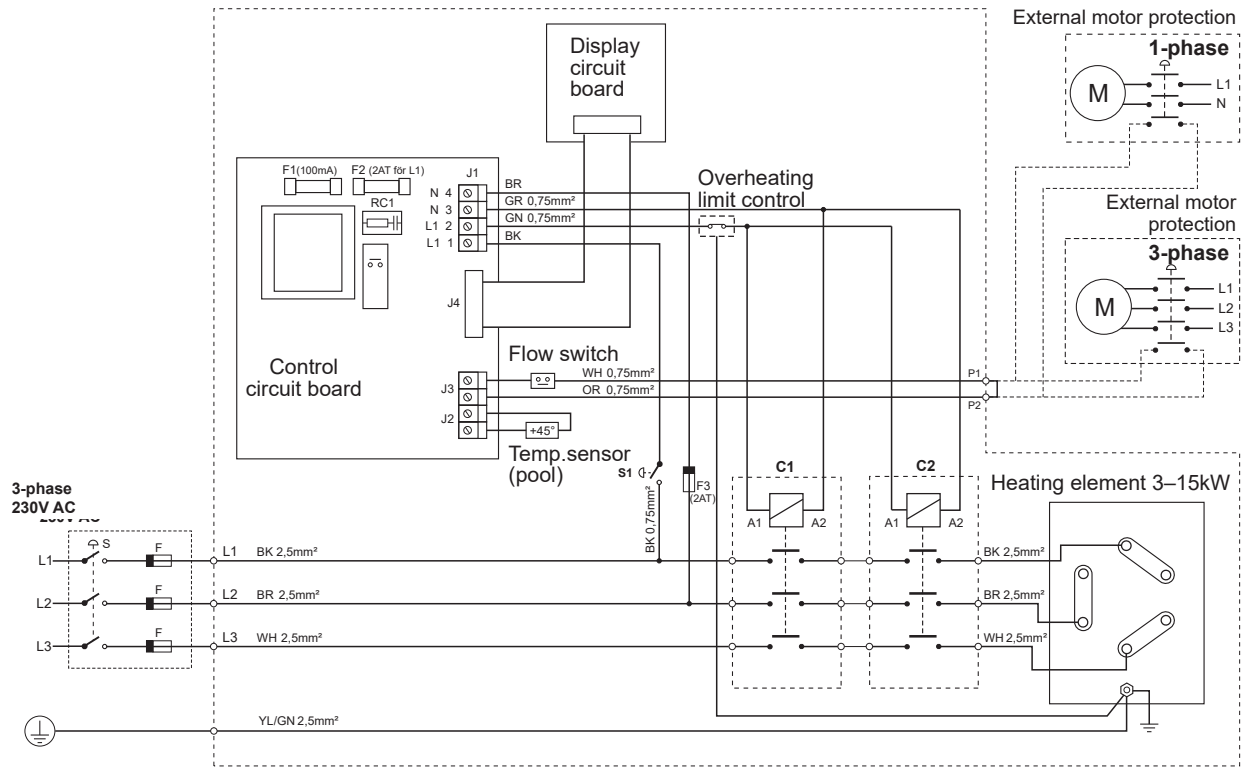 External motor protection
1-phase
M
L1
N
Display
circuit
board
F1(100mA)
F2 (2AT för L1)
J1
RC1
N 4
N 3
L1 2
L1 1
BR
GR 0,75mm²
GN 0,75mm²
BK
Overheating
limit control
External motor
protection
3-phase
M
L1
L2
L3
J4
Control
circuit board
Flow switch
WH 0,75mm²
OR 0,75mm²
P1
P2
J3
J2
+45°
Temp.sensor
(pool)
S1
F3
(2AT)
BK 0,75mm²
C1
C2
A1
A2
A1
A2
Heating element 3–15kW
3-phase
230V AC
S
F
L1
L1
BK 2,5mm²
BK 2,5mm²
F
L2
L2
BR 2,5mm²
BR 2,5mm²
F
L3
L3
WH 2,5mm²
WH 2,5mm²
YL/GN 2,5mm²